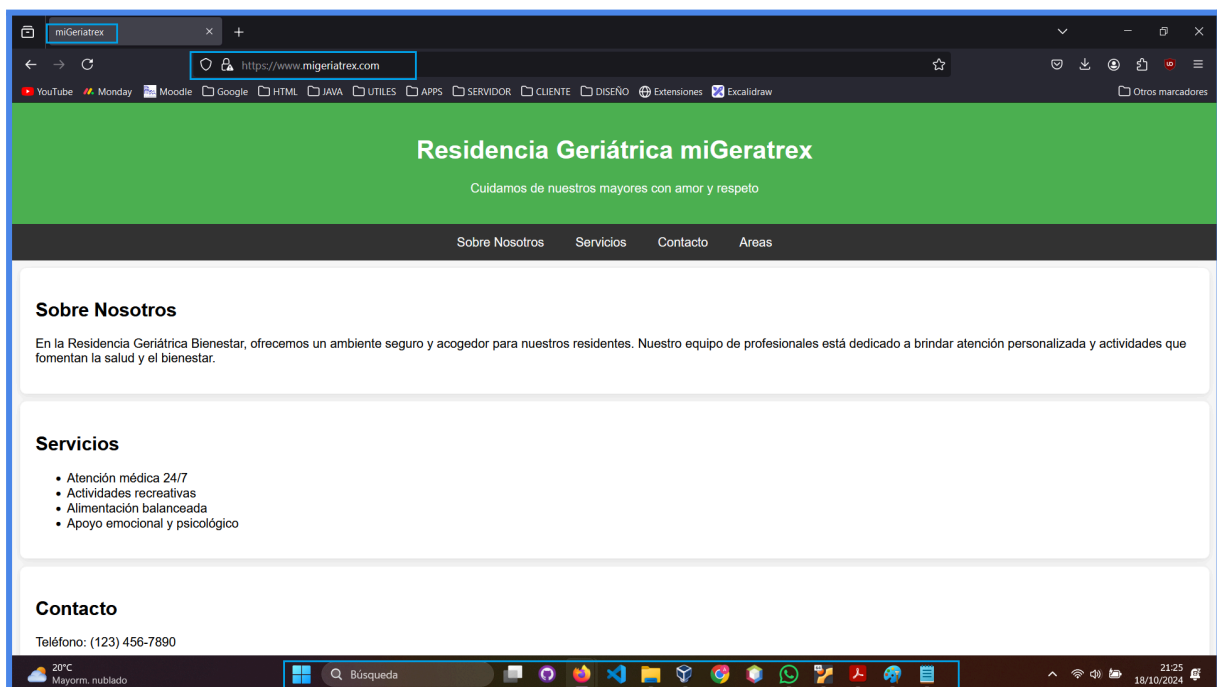 miGeriatrex
https://www.migeriatrex.com
YouTube Monday Moodle Google HTML JAVA UTILES APPS SERVIDOR CLIENTE DISEÑO Extensiones Excalidraw Otros marcadores
Residencia Geriátrica miGeratrex
Cuidamos de nuestros mayores con amor y respeto
Sobre Nosotros Servicios Contacto Areas
Sobre Nosotros
En la Residencia Geriátrica Bienestar, ofrecemos un ambiente seguro y acogedor para nuestros residentes. Nuestro equipo de profesionales está dedicado a brindar atención personalizada y actividades que
fomentan la salud y el bienestar.
Servicios
• Atención médica 24/7
• Actividades recreativas
• Alimentación balanceada
• Apoyo emocional y psicológico
Contacto
Teléfono: (123) 456-7890
20°C
Mayorm. nublado
Búsqueda
21:25
18/10/2024